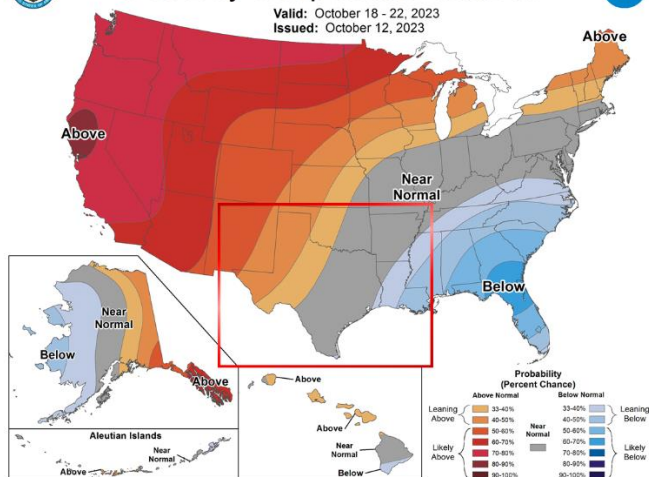 Valid: October 18 - 22, 2023
Issued: October 12, 2023
Above
Above
Near
Normal
Below
Near
Normal
Below
Above
Aleutian Islands
Near
Normal
Above
Above
Above
Near
Normal
Below
Probability
(Percent Chance)
Above Normal
Below Normal
Leaning
Above
33-40%
40-50%
Near
Normal
33-40%
40-50%
Leaning
Below
Likely
Above
50-60%
60-70%
70-80%
80-90%
90-100%
50-60%
60-70%
70-80%
80-90%
90-100%
Likely
Below